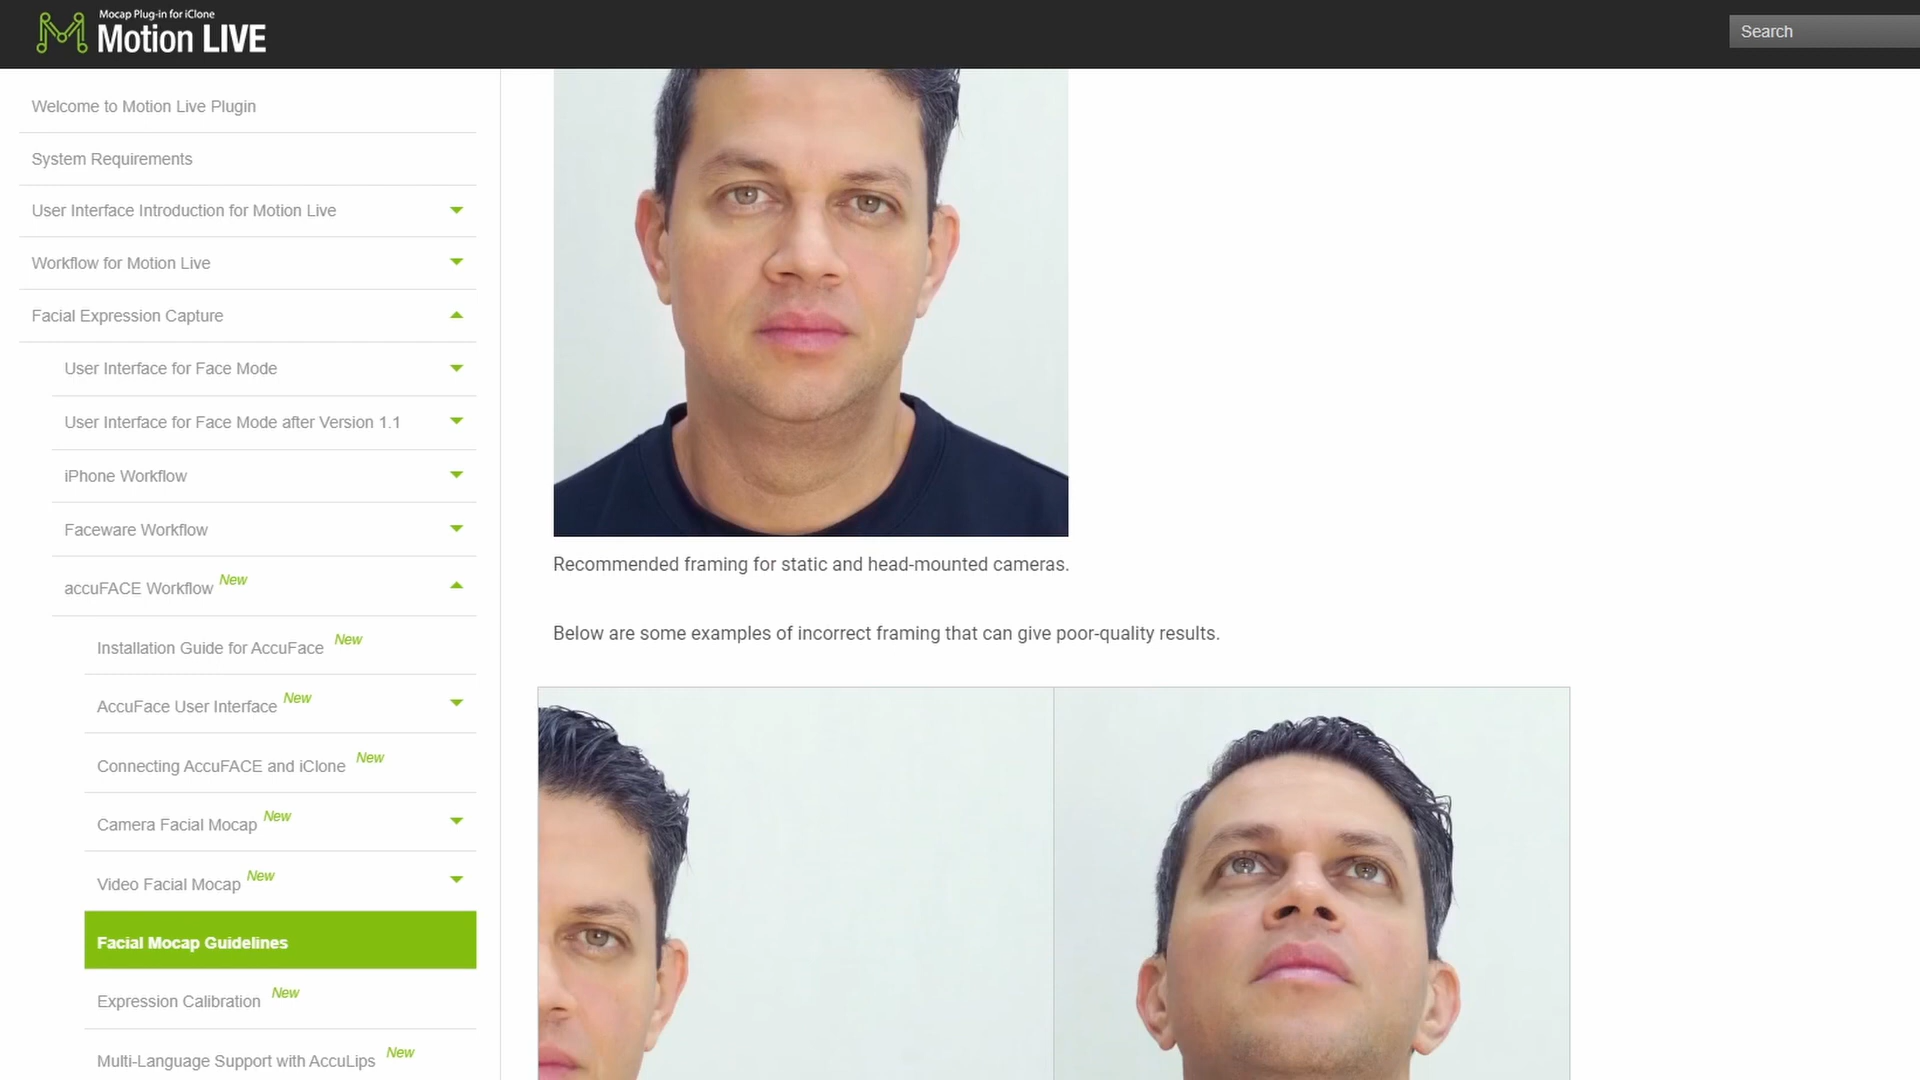 Mocap Plug-in for iClone
Motion LIVE
Search
Welcome to Motion Live Plugin
System Requirements
User Interface Introduction for Motion Live
Workflow for Motion Live
Facial Expression Capture
User Interface for Face Mode
User Interface for Face Mode after Version 1.1
iPhone Workflow
Faceware Workflow
accuFACE Workflow New
Installation Guide for AccuFace New
AccuFace User Interface New
Connecting AccuFACE and iClone New
Camera Facial Mocap New
Video Facial Mocap New
Facial Mocap Guidelines
Expression Calibration New
Multi-Language Support with AccuLips New
Recommended framing for static and head-mounted cameras.
Below are some examples of incorrect framing that can give poor-quality results.